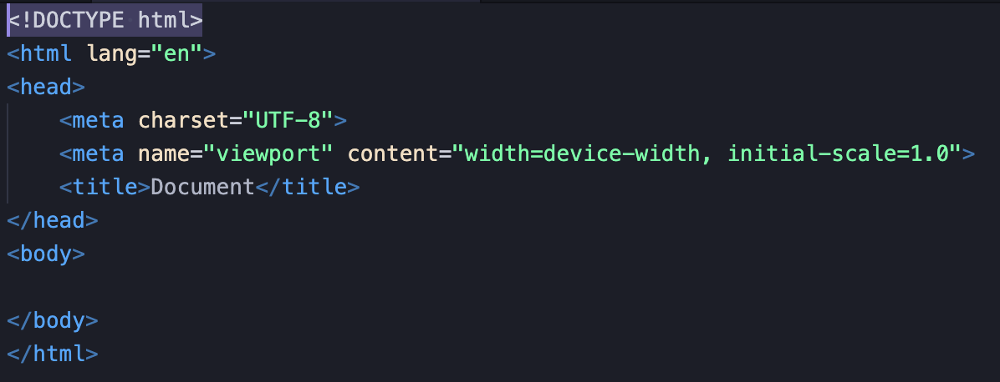 <!DOCTYPE html>
<html lang="en">
<head>
    <meta charset="UTF-8">
    <meta name="viewport" content="width=device-width, initial-scale=1.0">
    <title>Document</title>
</head>
<body>

</body>
</html>